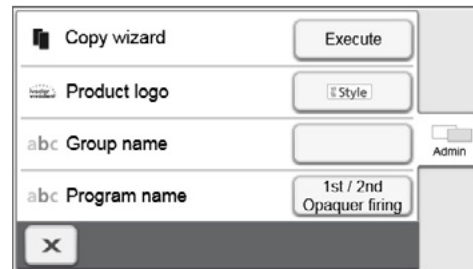 Copy wizard
Execute
Product logo
Style
abc Group name
Admin
abc Program name
1st / 2nd
Opaquer firing
X